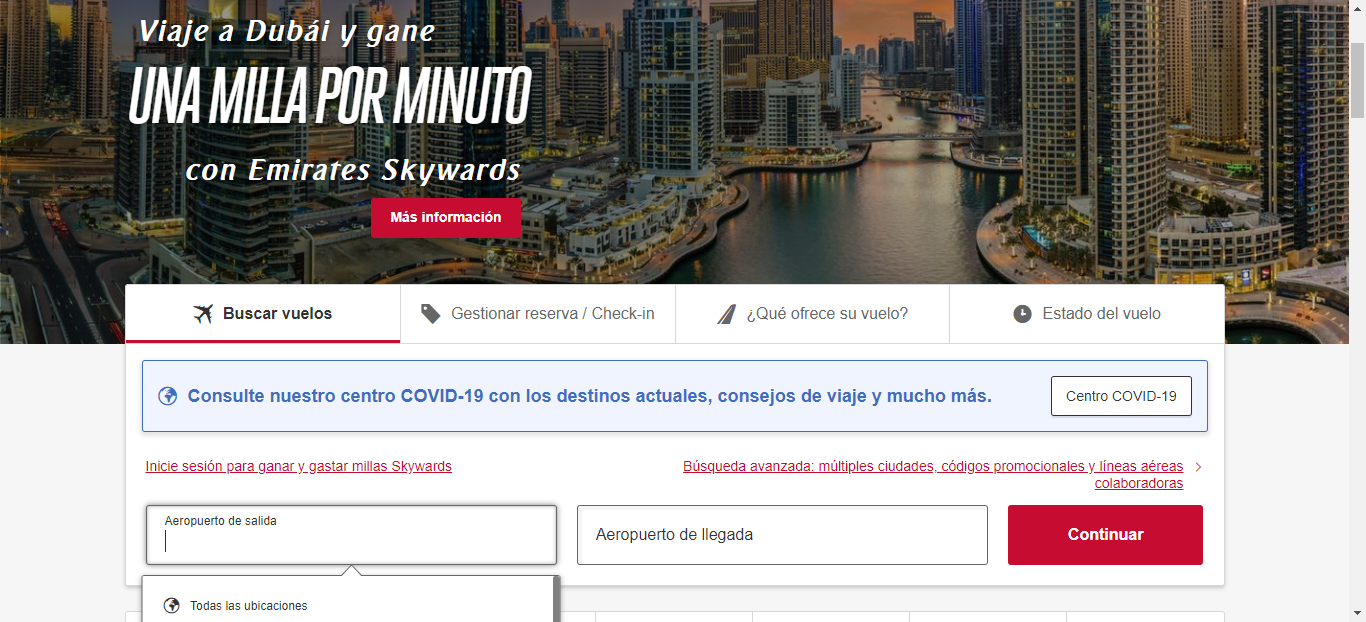 Viaje a Dubái y gane
UNA MILLA POR MINUTO
con Emirates Skywards
Más información
Buscar vuelos
Gestionar reserva / Check-in
¿Qué ofrece su vuelo?
Estado del vuelo
Consulte nuestro centro COVID-19 con los destinos actuales, consejos de viaje y mucho más.
Centro COVID-19
Inicie sesión para ganar y gastar millas Skywards
Búsqueda avanzada: múltiples ciudades, códigos promocionales y líneas aéreas
colaboradoras
Aeropuerto de salida
Aeropuerto de llegada
Continuar
Todas las ubicaciones